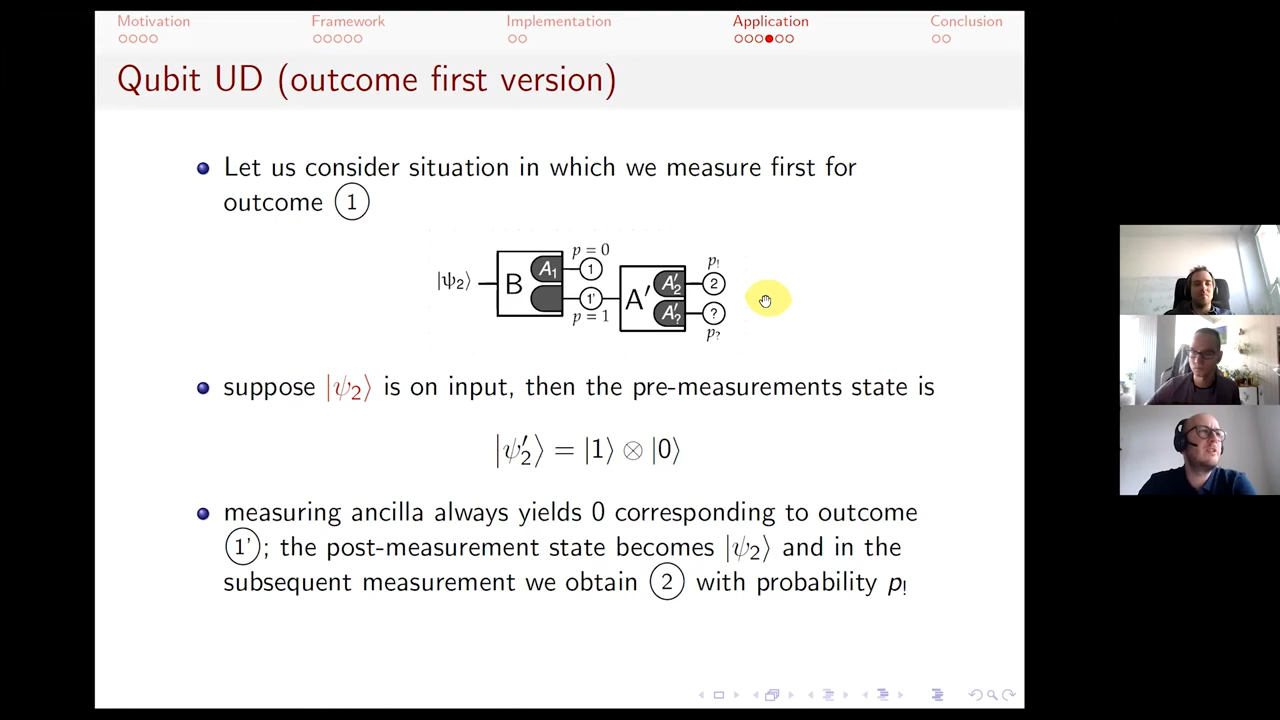 Motivation Framework Implementation Application Conclusion
Qubit UD (outcome first version)
Let us consider situation in which we measure first for
outcome 1
|ψ₂⟩ B A₁ 1 p = 0
1' p = 1 A′ A′₂ 2 p!
A′? ? p?
suppose |ψ₂⟩ is on input, then the pre-measurements state is
|ψ′₂⟩ = |1⟩ ⊗ |0⟩
measuring ancilla always yields 0 corresponding to outcome
1'; the post-measurement state becomes |ψ₂⟩ and in the
subsequent measurement we obtain 2 with probability p!